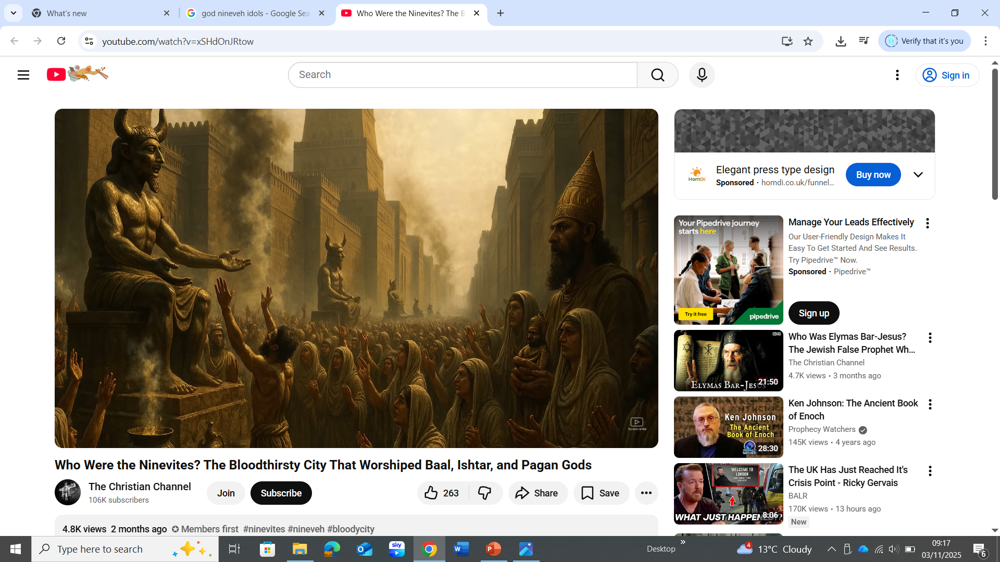 What's new
god nineveh idols - Google Sea
Who Were the Ninevites? The B
youtube.com/watch?v=xSHdOnJRtow
Verify that it's you
Search
Sign in
SUBSCRIBE
Who Were the Ninevites? The Bloodthirsty City That Worshiped Baal, Ishtar, and Pagan Gods
The Christian Channel
106K subscribers
Join
Subscribe
263
Share
Save
4.8K views 2 months ago Members first #ninevites #nineveh #bloodycity
Elegant press type design
Sponsored · homdi.co.uk/funnel...
Buy now
Your Pipedrive journey
starts here
Try it free
pipedrive
Manage Your Leads Effectively
Our User-Friendly Design Makes It
Easy To Get Started And See Results.
Try Pipedrive™ Now.
Sponsored · Pipedrive™
Sign up
ELYMAS BAR-JESUS
21:50
Who Was Elymas Bar-Jesus?
The Jewish False Prophet Wh...
The Christian Channel
4.7K views • 3 months ago
Ken Johnson
The Ancient
Book of Enoch
28:30
Ken Johnson: The Ancient Book
of Enoch
Prophecy Watchers
145K views • 4 years ago
WELCOME TO
LONDON
WHAT JUST HAPPENED?
8:06
The UK Has Just Reached It's
Crisis Point - Ricky Gervais
BALR
170K views • 13 hours ago
New
Type here to search
sky
Desktop
4
13°C Cloudy
09:17
03/11/2025
6